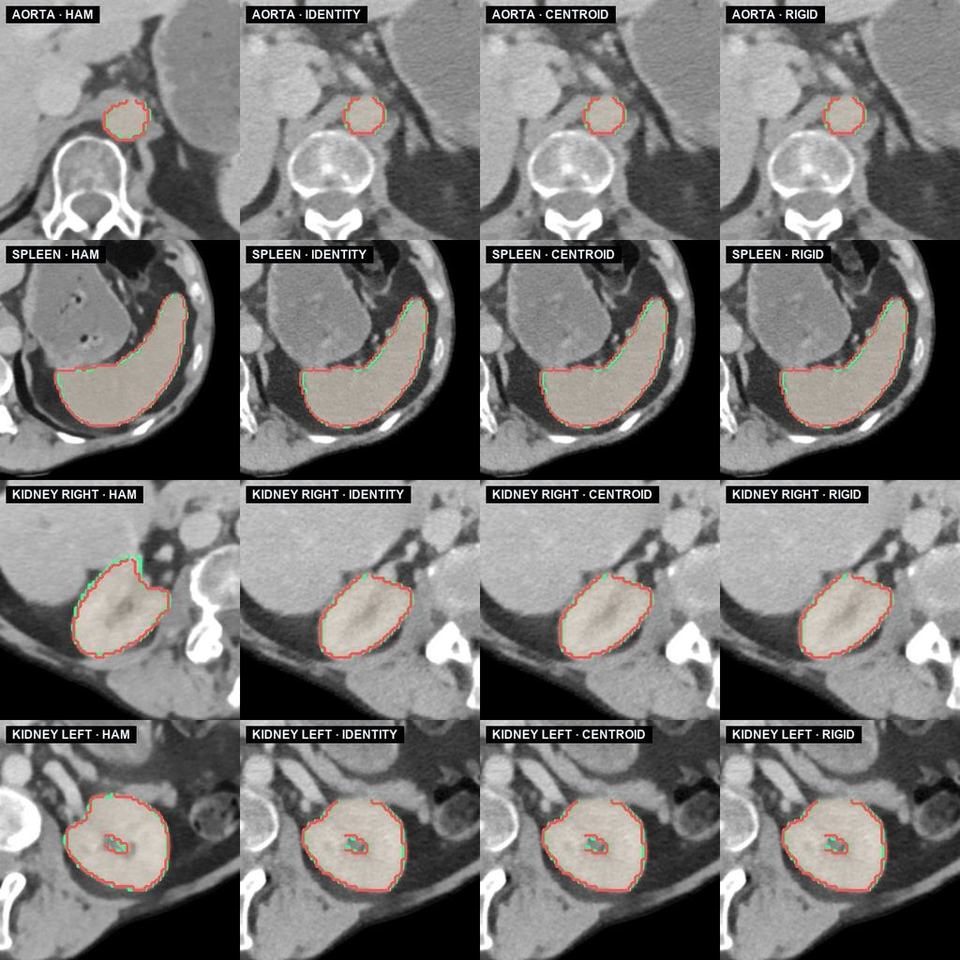 AORTA · HAM
AORTA · IDENTITY
AORTA · CENTROID
AORTA · RIGID
SPLEEN · HAM
SPLEEN · IDENTITY
SPLEEN · CENTROID
SPLEEN · RIGID
KIDNEY RIGHT · HAM
KIDNEY RIGHT · IDENTITY
KIDNEY RIGHT · CENTROID
KIDNEY RIGHT · RIGID
KIDNEY LEFT · HAM
KIDNEY LEFT · IDENTITY
KIDNEY LEFT · CENTROID
KIDNEY LEFT · RIGID